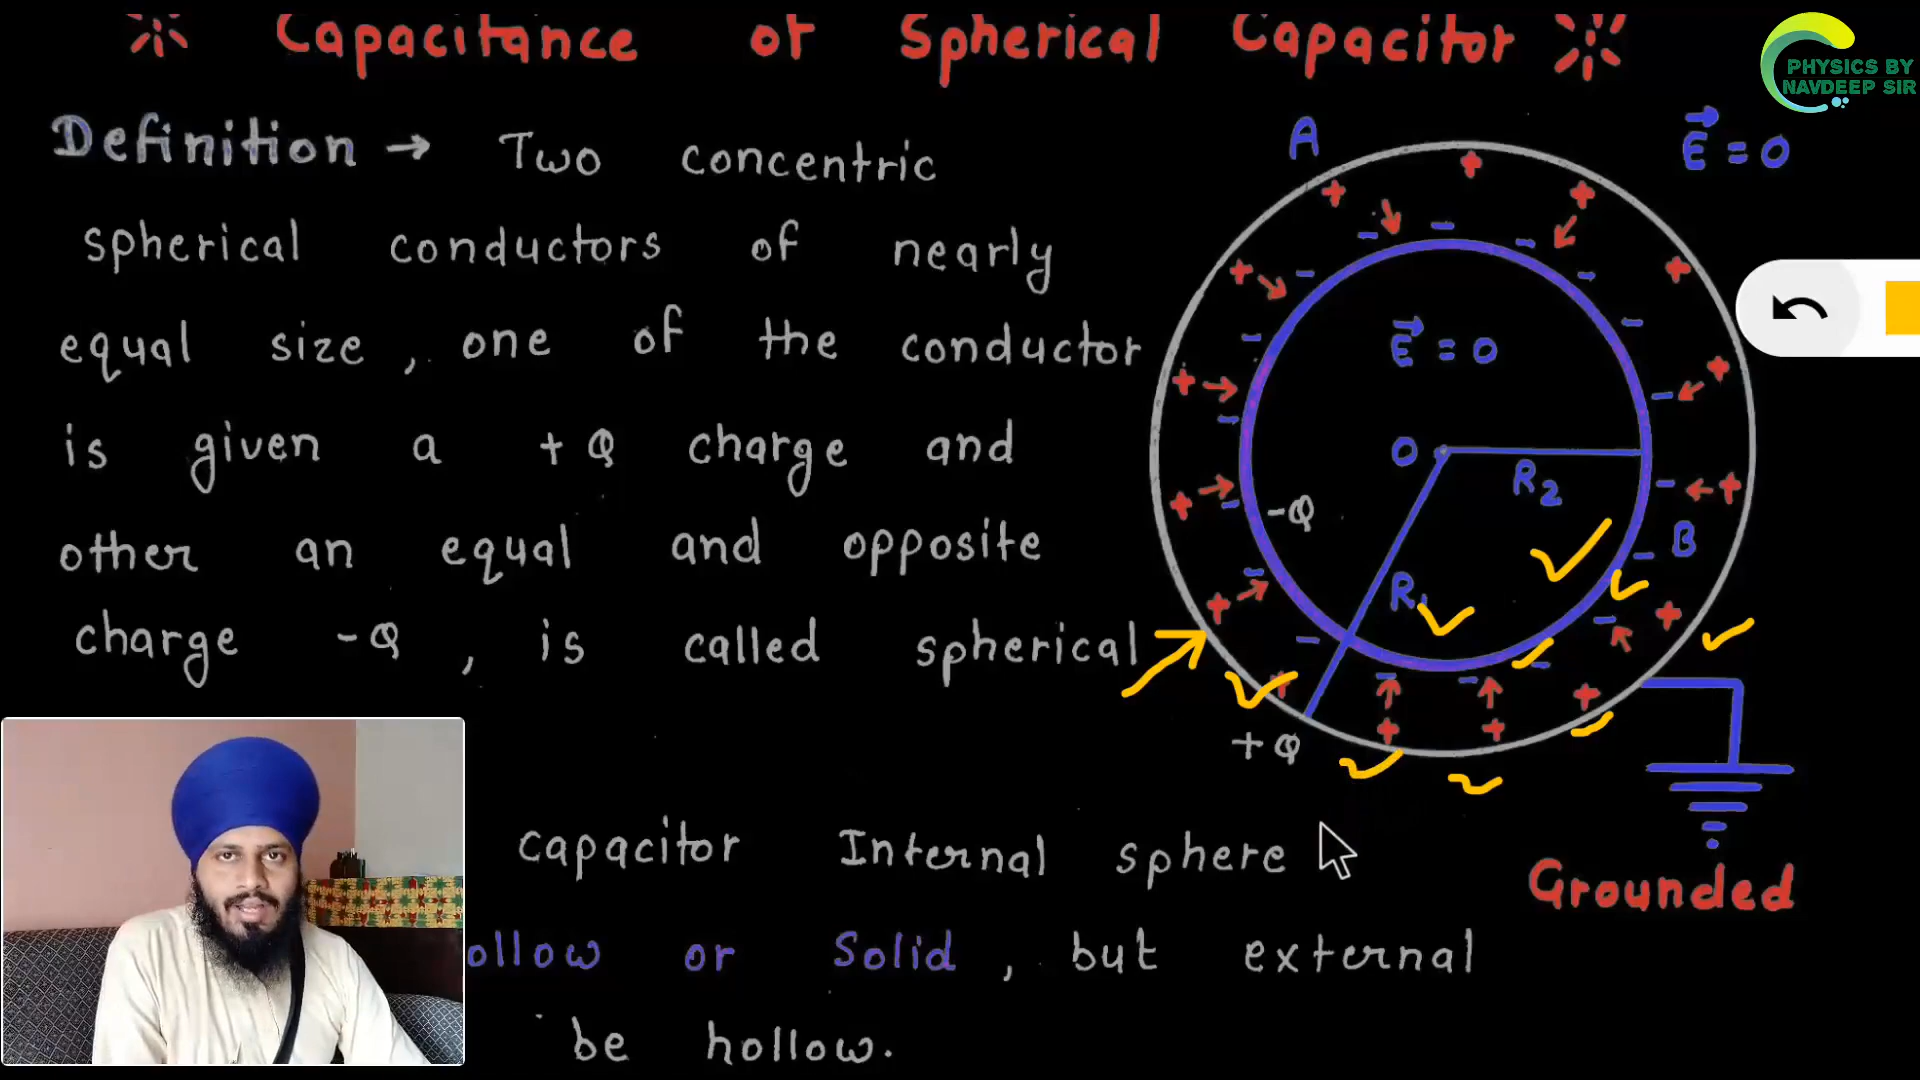 Capacitance of Spherical Capacitor
PHYSICS BY
NAVDEEP SIR
Definition → Two concentric
spherical conductors of nearly
equal size, one of the conductor
is given a +Q charge and
other an equal and opposite
charge -Q, is called spherical
capacitor Internal sphere
ollow or Solid, but external
be hollow.
A
E = 0
E = 0
O
R2
-Q
B
R1
+Q
Grounded